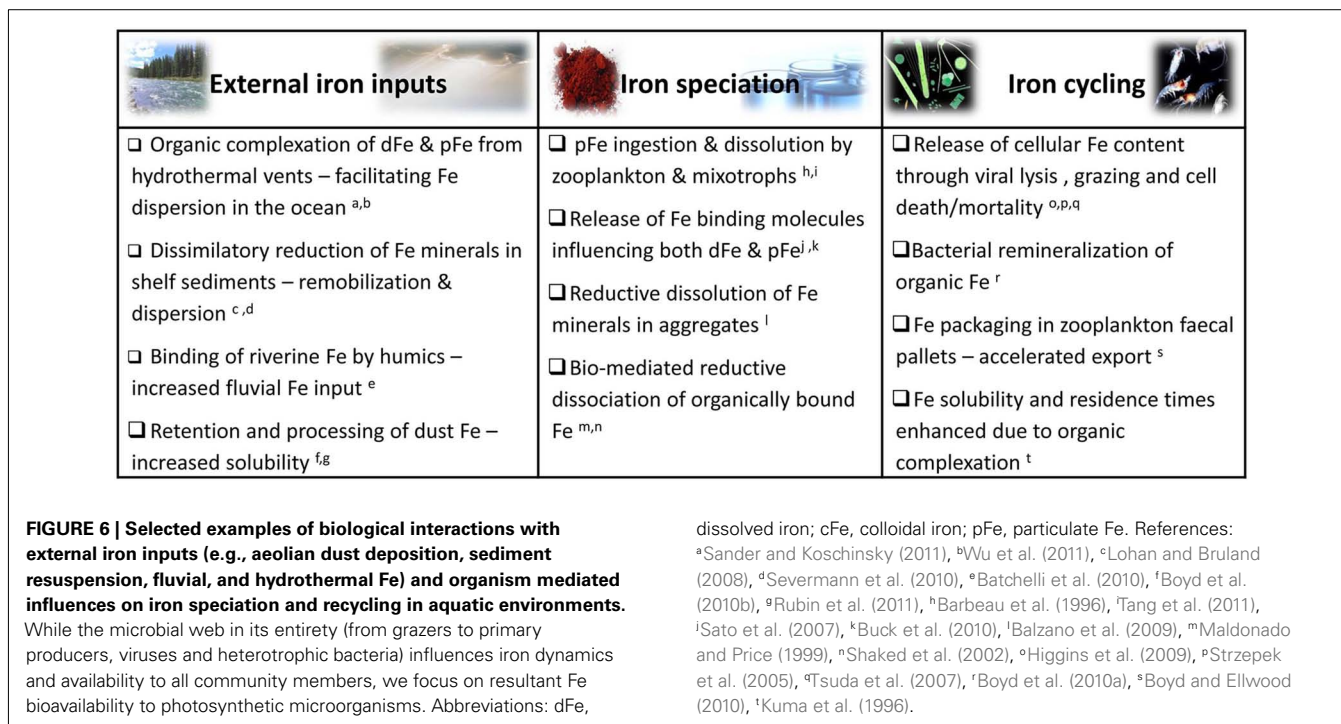 External iron inputs
❑ Organic complexation of dFe & pFe from
hydrothermal vents – facilitating Fe
dispersion in the ocean a,b
❑ Dissimilatory reduction of Fe minerals in
shelf sediments – remobilization &
dispersion c ,d
❑ Binding of riverine Fe by humics –
increased fluvial Fe input e
❑ Retention and processing of dust Fe –
increased solubility f,g
Iron speciation
❑ pFe ingestion & dissolution by
zooplankton & mixotrophs h,i
❑ Release of Fe binding molecules
influencing both dFe & pFe j ,k
❑ Reductive dissolution of Fe
minerals in aggregates l
❑ Bio-mediated reductive
dissociation of organically bound
Fe m,n
Iron cycling
❑ Release of cellular Fe content
through viral lysis , grazing and cell
death/mortality o,p,q
❑ Bacterial remineralization of
organic Fe r
❑ Fe packaging in zooplankton faecal
pallets – accelerated export s
❑ Fe solubility and residence times
enhanced due to organic
complexation t
FIGURE 6 | Selected examples of biological interactions with
external iron inputs (e.g., aeolian dust deposition, sediment
resuspension, fluvial, and hydrothermal Fe) and organism mediated
influences on iron speciation and recycling in aquatic environments.
While the microbial web in its entirety (from grazers to primary
producers, viruses and heterotrophic bacteria) influences iron dynamics
and availability to all community members, we focus on resultant Fe
bioavailability to photosynthetic microorganisms. Abbreviations: dFe,
dissolved iron; cFe, colloidal iron; pFe, particulate Fe. References:
aSander and Koschinsky (2011), bWu et al. (2011), cLohan and Bruland
(2008), dSevermann et al. (2010), eBatchelli et al. (2010), fBoyd et al.
(2010b), gRubin et al. (2011), hBarbeau et al. (1996), iTang et al. (2011),
jSato et al. (2007), kBuck et al. (2010), lBalzano et al. (2009), mMaldonado
and Price (1999), nShaked et al. (2002), oHiggins et al. (2009), pStrzepek
et al. (2005), qTsuda et al. (2007), rBoyd et al. (2010a), sBoyd and Ellwood
(2010), tKuma et al. (1996).